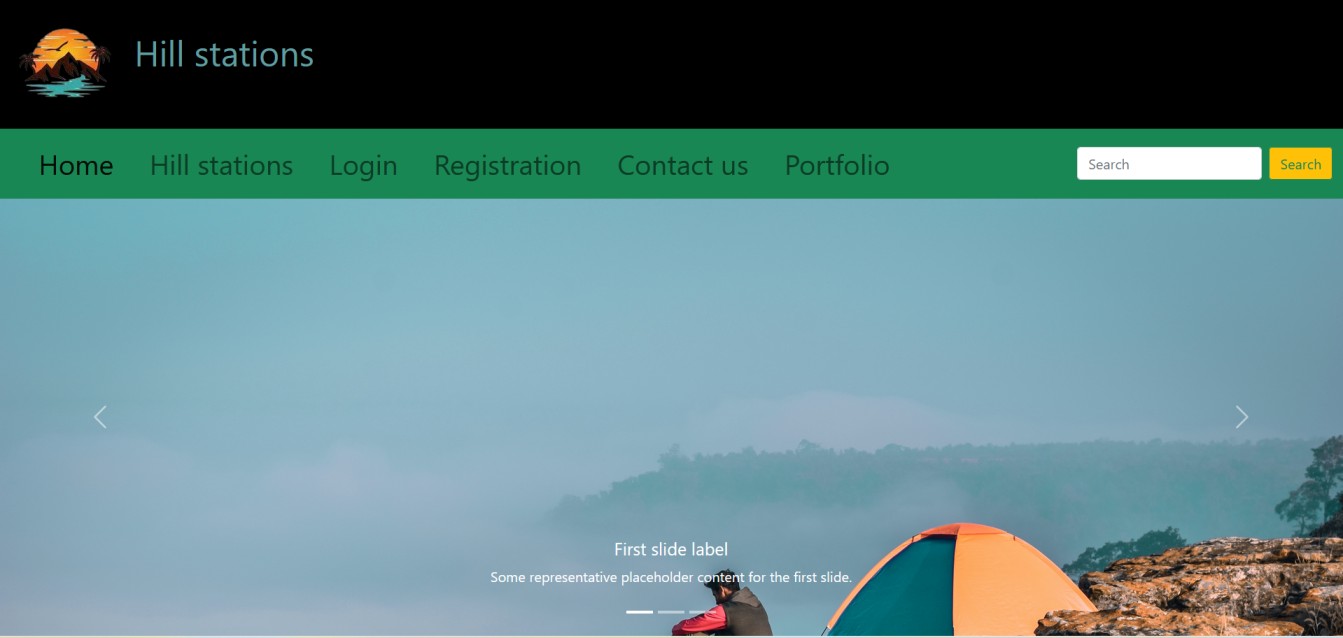 Hill stations
Home Hill stations Login Registration Contact us Portfolio Search Search
First slide label
Some representative placeholder content for the first slide.